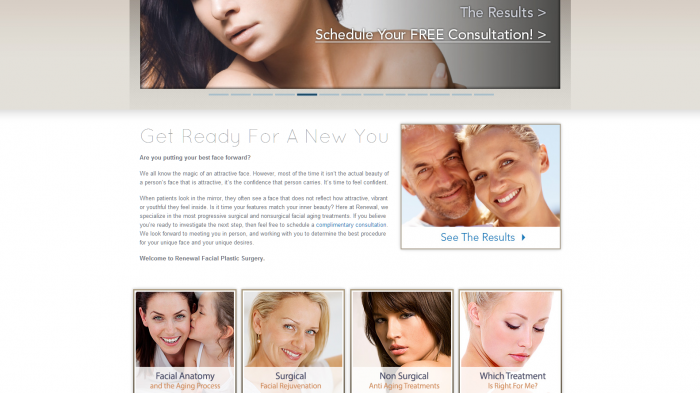 The Results >
Schedule Your FREE Consultation! >
Get Ready For A New You
Are you putting your best face forward?
We all know the magic of an attractive face. However, most of the time it isn't the actual beauty of
a person's face that is attractive, it's the confidence that person carries. It's time to feel confident.
When patients look in the mirror, they often see a face that does not reflect how attractive, vibrant
or youthful they feel inside. Is it time your features match your inner beauty? Here at Renewal, we
specialize in the most progressive surgical and nonsurgical facial aging treatments. If you believe
you're ready to investigate the next step, then feel free to schedule a complimentary consultation.
We look forward to meeting you in person, and working with you to determine the best procedure
for your unique face and your unique desires.
Welcome to Renewal Facial Plastic Surgery.
See The Results
Facial Anatomy
and the Aging Process
Surgical
Facial Rejuvenation
Non Surgical
Anti Aging Treatments
Which Treatment
Is Right For Me?